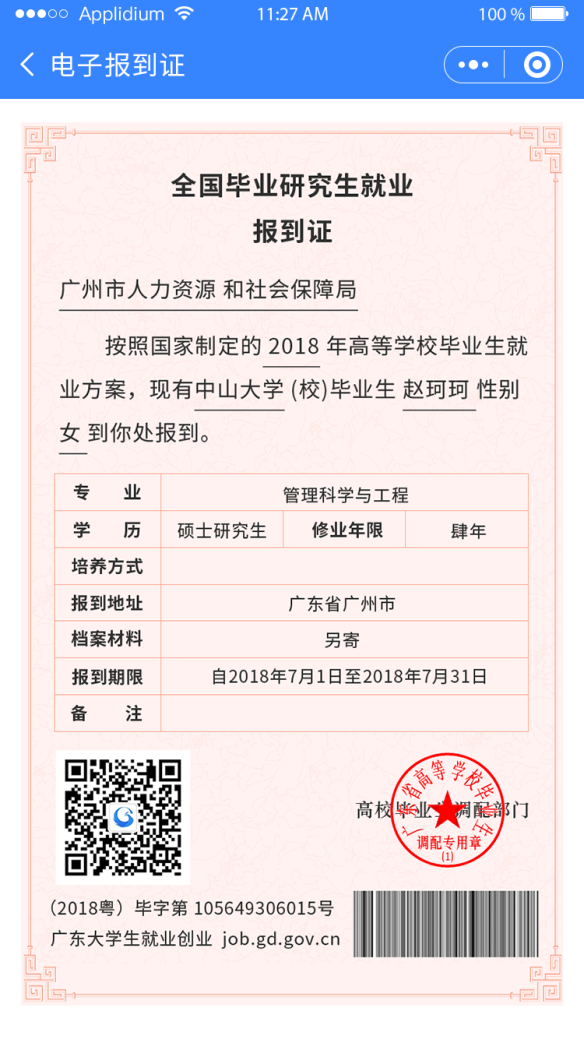 Applidium 11:27 AM 100 %
电子报到证
全国毕业研究生就业
报到证
广州市人力资源 和社会保障局
按照国家制定的 2018 年高等学校毕业生就
业方案，现有中山大学 (校)毕业生 赵珂珂 性别
女 到你处报到。
专 业 管理科学与工程
学 历 硕士研究生 修业年限 肆年
培养方式
报到地址 广东省广州市
档案材料 另寄
报到期限 自2018年7月1日至2018年7月31日
备 注
广东省高等学校毕业生
高校毕业生调配部门
调配专用章
(1)
（2018粤）毕字第 105649306015号
广东大学生就业创业 job.gd.gov.cn